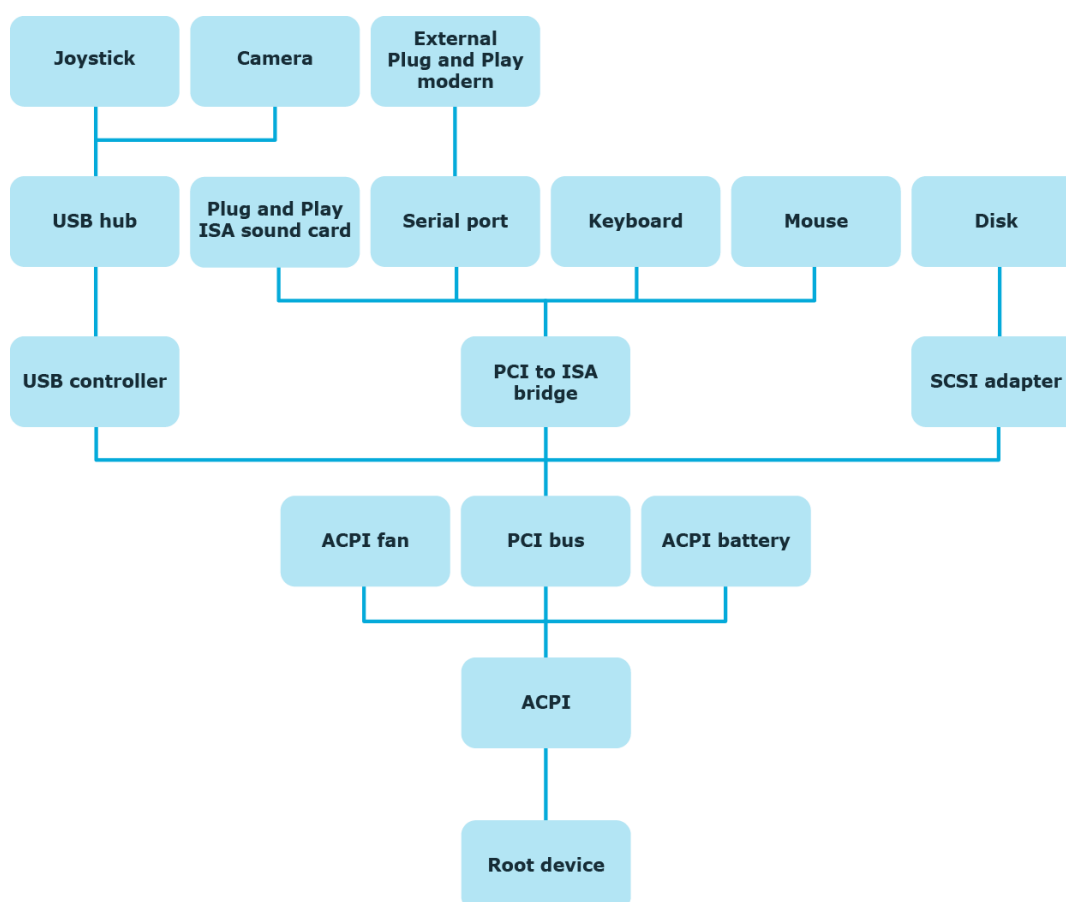 Joystick
Camera
External
Plug and Play
modern
USB hub
Plug and Play
ISA sound card
Serial port
Keyboard
Mouse
Disk
USB controller
PCI to ISA
bridge
SCSI adapter
ACPI fan
PCI bus
ACPI battery
ACPI
Root device